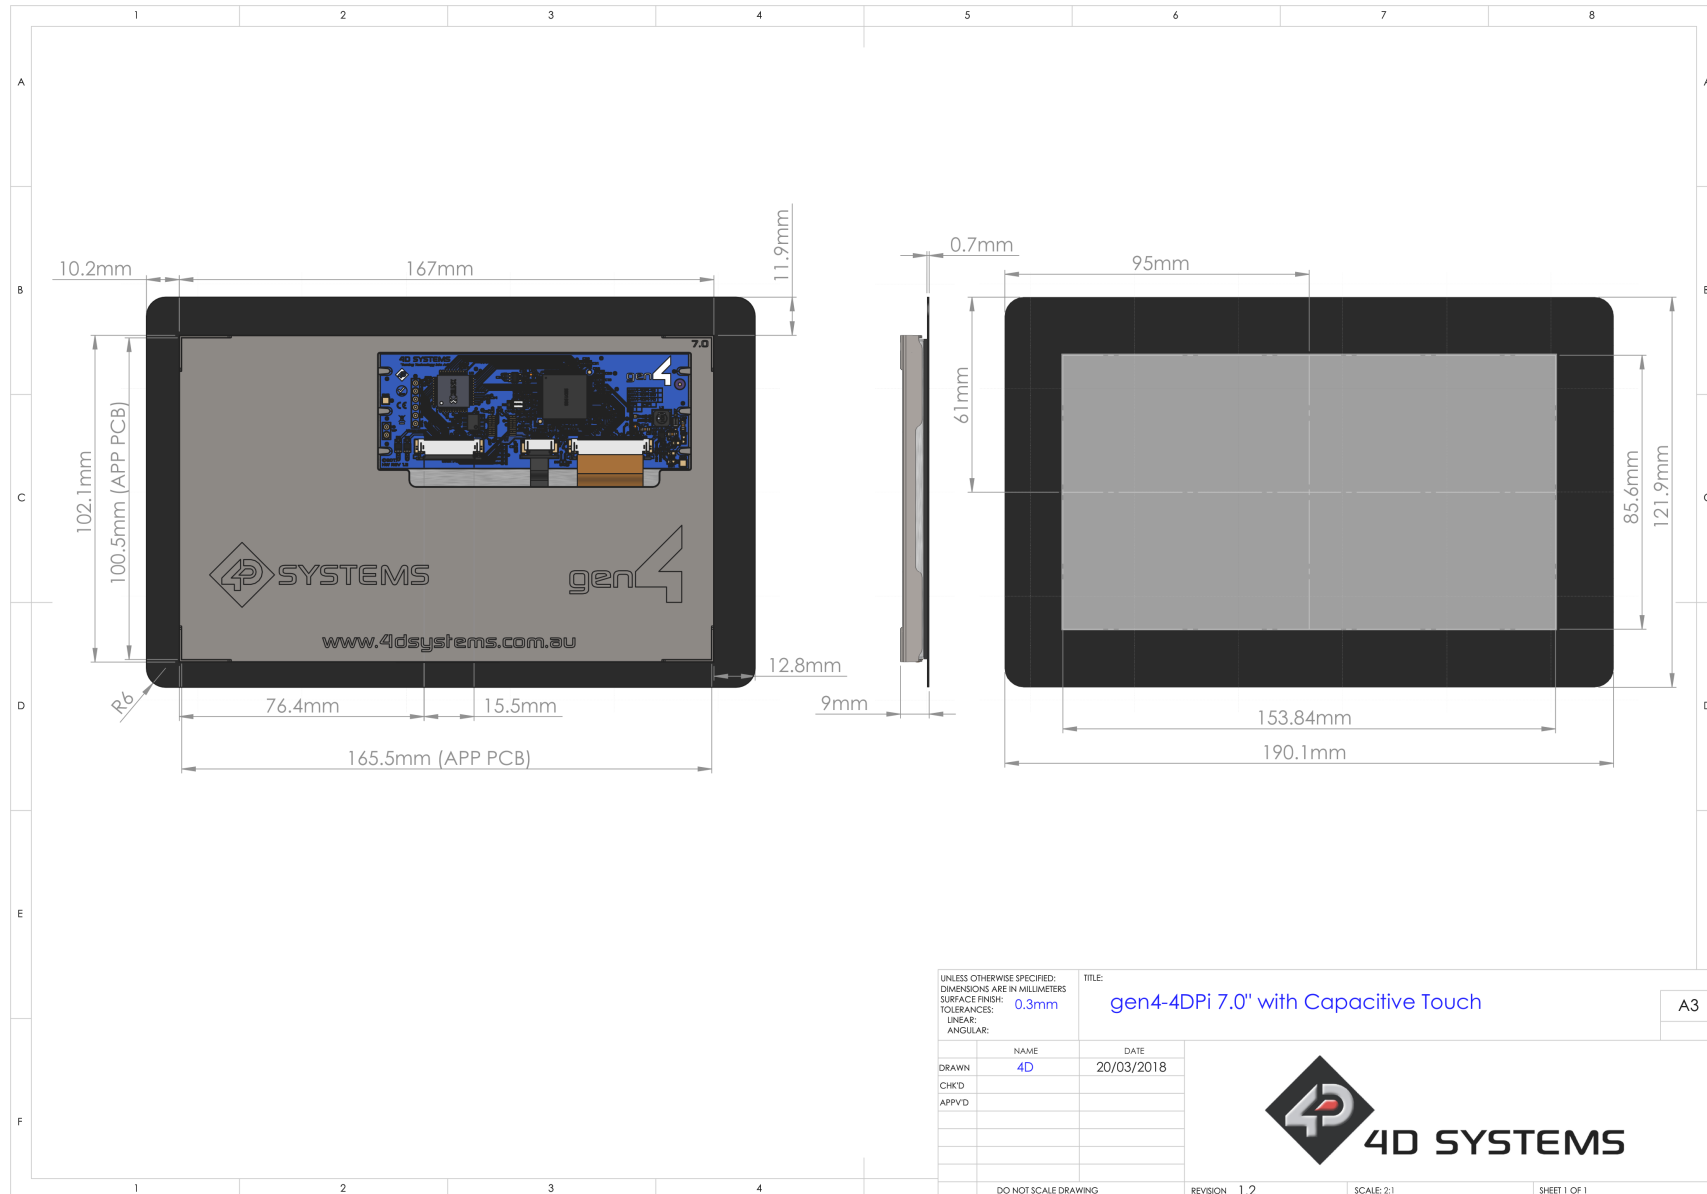 1 2 3 4 5 6 7 8
A
B
C
D
E
F
10.2mm
167mm
11.9mm
102.1mm
100.5mm (APP PCB)
7.0
4D SYSTEMS
gen4
4D SYSTEMS
gen4
www.4dsystems.com.au
R6
12.8mm
76.4mm
15.5mm
165.5mm (APP PCB)
0.7mm
9mm
95mm
61mm
85.6mm
121.9mm
153.84mm
190.1mm
UNLESS OTHERWISE SPECIFIED:
DIMENSIONS ARE IN MILLIMETERS
SURFACE FINISH:
TOLERANCES:
LINEAR:
ANGULAR:
0.3mm
TITLE:
gen4-4DPi 7.0" with Capacitive Touch
A3
NAME DATE
DRAWN 4D 20/03/2018
CHK'D
APPV'D
4D SYSTEMS
DO NOT SCALE DRAWING
REVISION 1.2
SCALE: 2:1
SHEET 1 OF 1
1 2 3 4